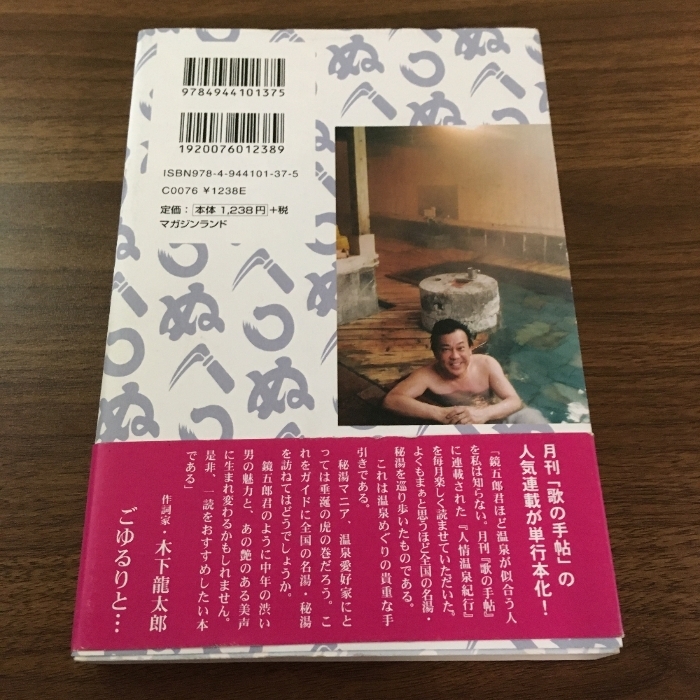 9784944101375
1920076012389
ISBN978-4-944101-37-5
C0076 ¥1238E
定価：本体1,238円+税
マガジンランド
月刊「歌の手帖」の
人気連載が単行本化！
「鏡五郎君ほど温泉が似合う人
を私は知らない。月刊『歌の手帖』
に連載された『人情温泉紀行』
を毎月楽しく読ませていただいた。
よくもまぁと思うほど全国の名湯・
秘湯を巡り歩いたものである。
これは温泉めぐりの貴重な手
引きである。
秘湯マニア、温泉愛好家にと
っては垂涎の虎の巻だろう。こ
れをガイドに全国の名湯・秘湯
を訪ねてはどうでしょうか。
鏡五郎君のように中年の渋い
男の魅力と、あの艶のある美声
に生まれ変わるかもしれません。
是非、一読をおすすめしたい本
である」
作詞家・木下龍太郎
ごゆるりと…